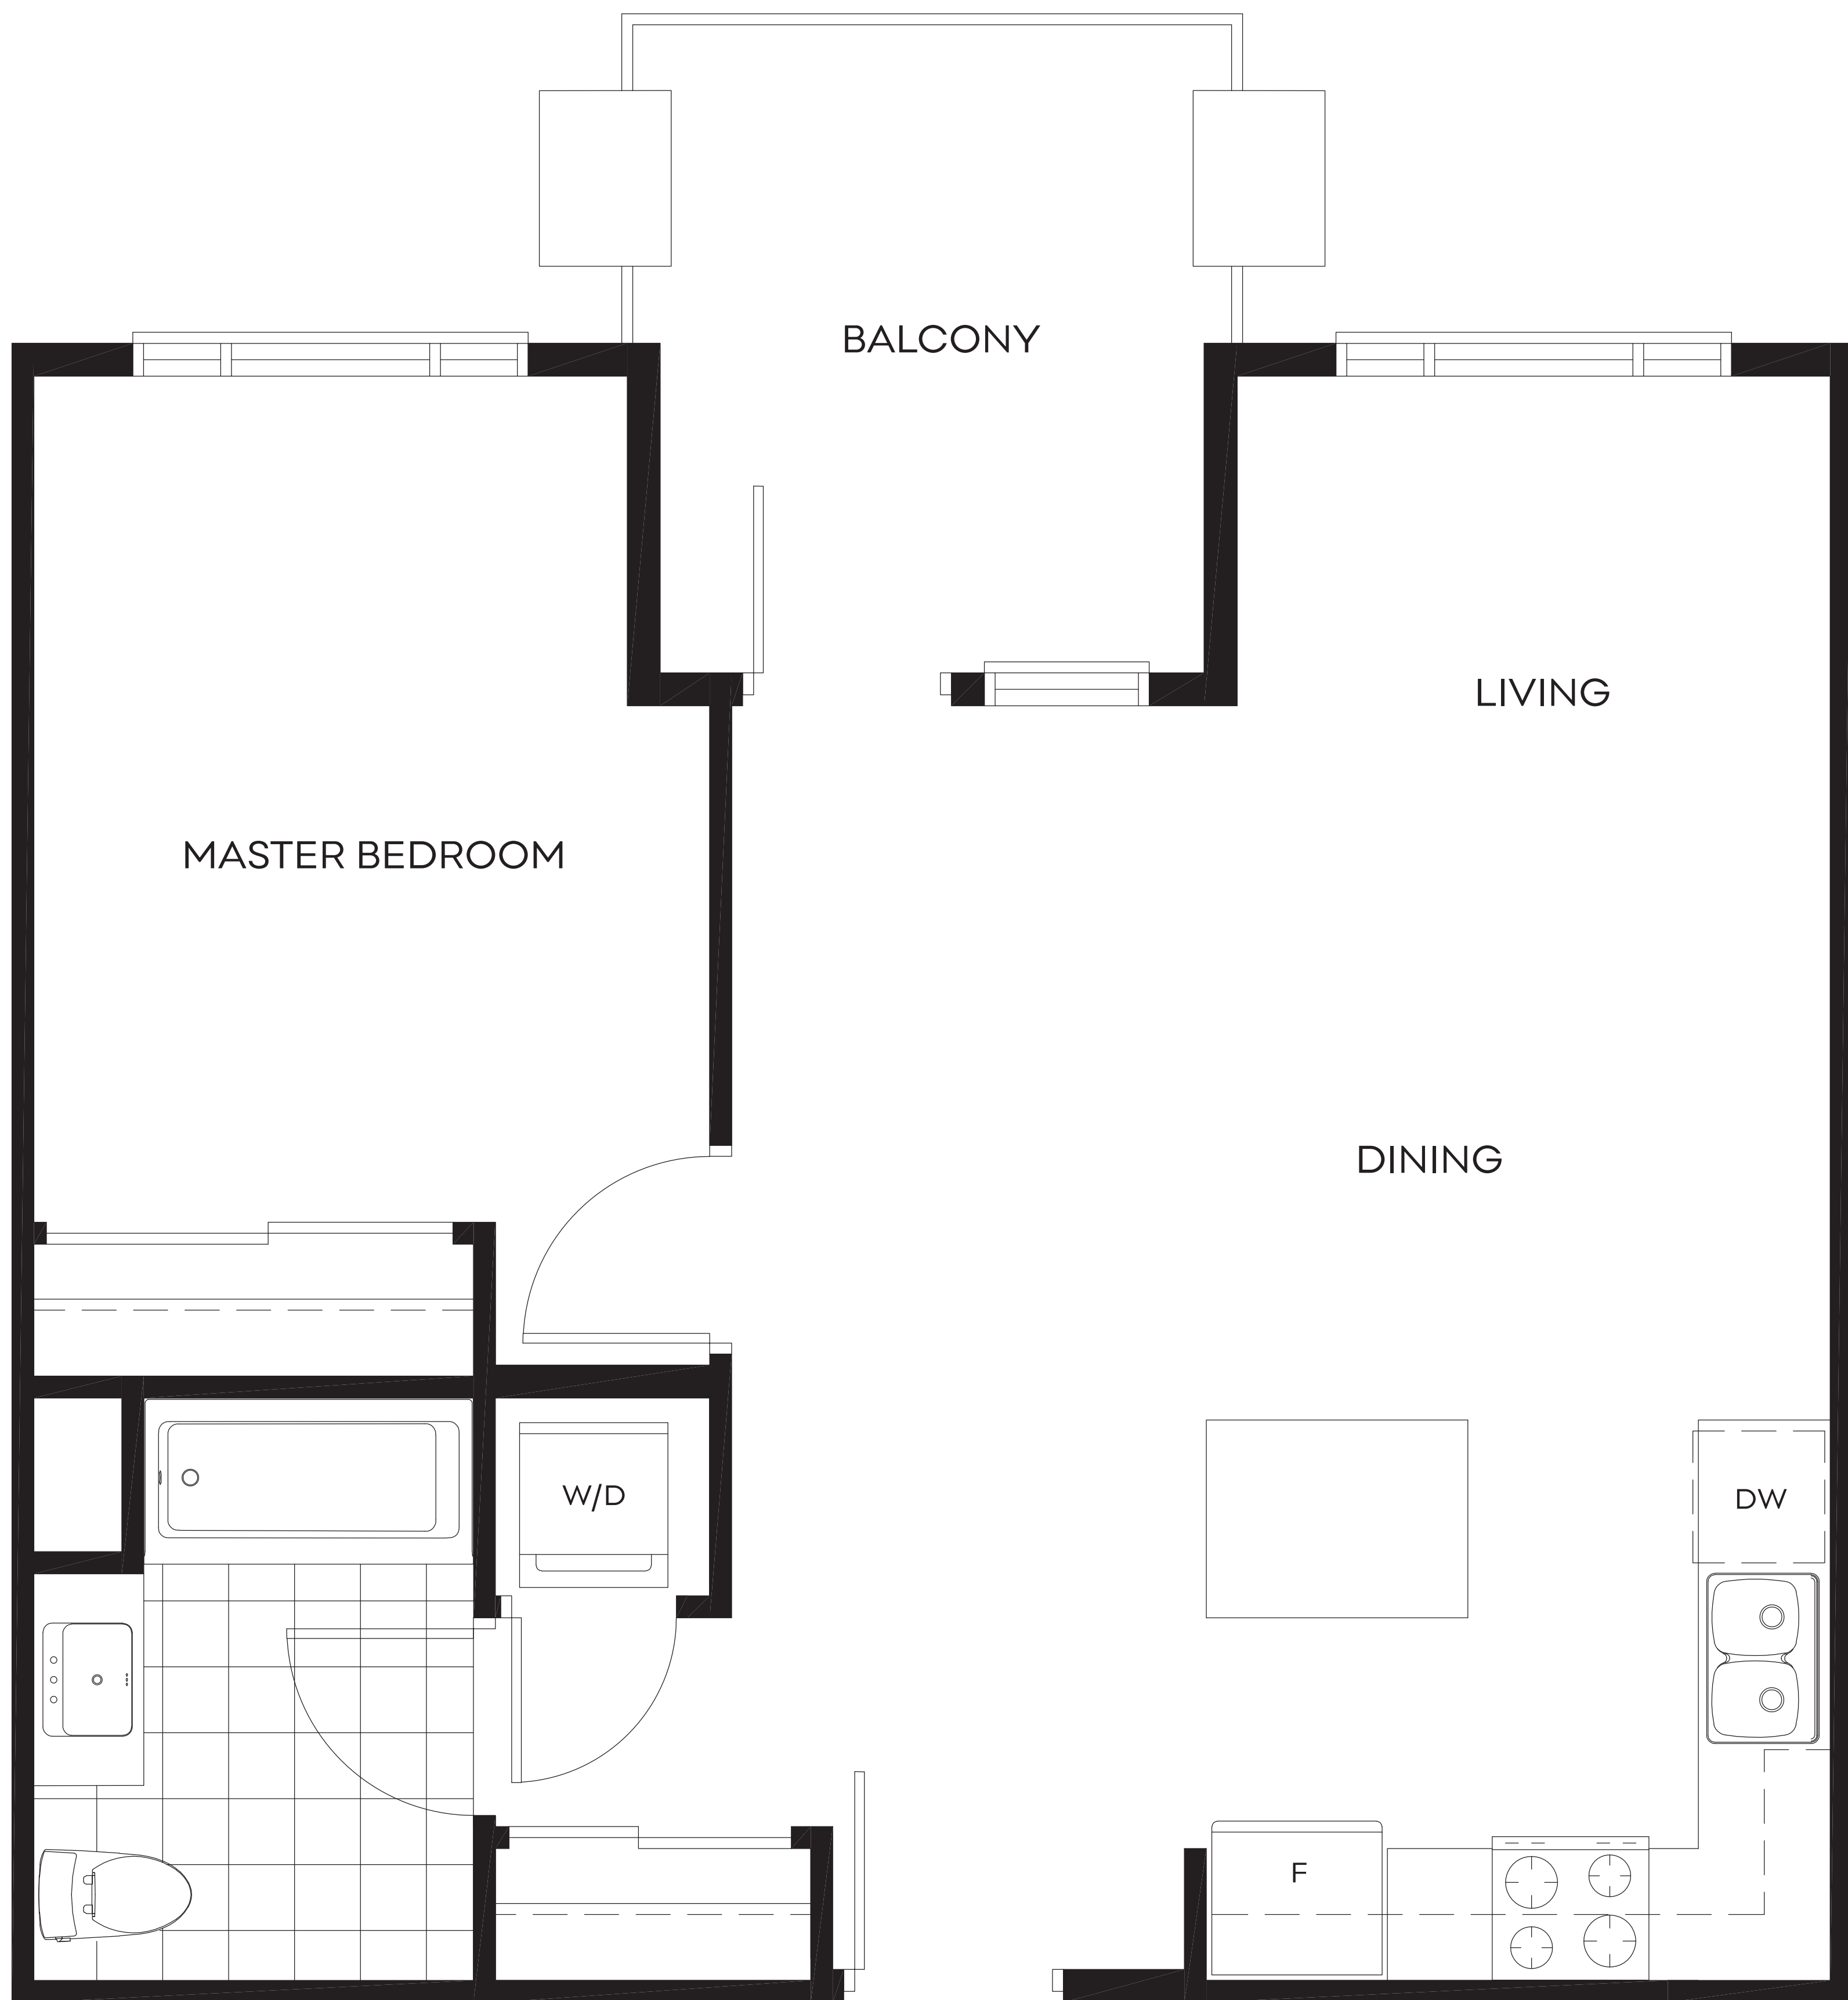 BALCONY
LIVING
MASTER BEDROOM
DINING
W/D
DW
F